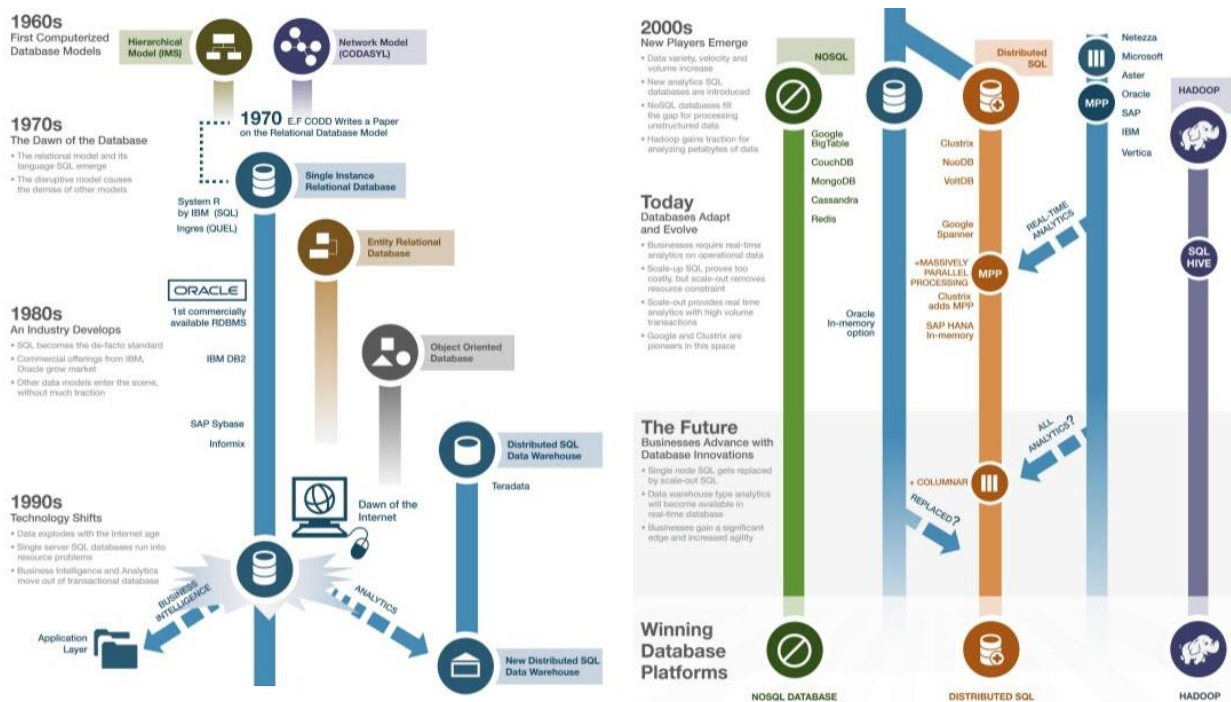 1960s
First Computerized
Database Models
Hierarchical
Model (IMS)
Network Model
(CODASYL)
1970 E.F CODD Writes a Paper
on the Relational Database Model
1970s
The Dawn of the Database
• The relational model and its
language SQL emerge
• The disruptive model causes
the demise of other models
Single Instance
Relational Database
System R
by IBM (SQL)
Ingres (QUEL)
Entity Relational
Database
ORACLE
1st commercially
available RDBMS
1980s
An Industry Develops
• SQL becomes the de-facto standard
• Commercial offerings from IBM,
Oracle grow market
• Other data models enter the scene,
without much traction
IBM DB2
Object Oriented
Database
SAP Sybase
Informix
Distributed SQL
Data Warehouse
Teradata
Dawn of the
Internet
1990s
Technology Shifts
• Data explodes with the Internet age
• Single server SQL databases run into
resource problems
• Business Intelligence and Analytics
move out of transactional database
BUSINESS
INTELLIGENCE
ANALYTICS
Application
Layer
New Distributed SQL
Data Warehouse
2000s
New Players Emerge
• Data variety, velocity and
volume increase
• New analytics SQL
databases are introduced
• NoSQL databases fill
the gap for processing
unstructured data
• Hadoop gains traction for
analyzing petabytes of data
NOSQL
Google
BigTable
CouchDB
MongoDB
Cassandra
Redis
Distributed
SQL
Clustrix
NuoDB
VoltDB
Google
Spanner
MPP
Netezza
Microsoft
Aster
Oracle
SAP
IBM
Vertica
HADOOP
Today
Databases Adapt
and Evolve
• Businesses require real-time
analytics on operational data
• Scale-up SQL proves too
costly, but scale-out removes
resource constraint
• Scale-out provides real time
analytics with high volume
transactions
• Google and Clustrix are
pioneers in this space
REAL-TIME
ANALYTICS
SQL
HIVE
+MASSIVELY
PARALLEL
PROCESSING
MPP
Clustrix
adds MPP
SAP HANA
In-memory
Oracle
In-memory
option
The Future
Businesses Advance with
Database Innovations
• Single node SQL gets replaced
by scale-out SQL
• Data warehouse type analytics
will become available in
real-time database
• Businesses gain a significant
edge and increased agility
ALL
ANALYTICS?
+ COLUMNAR
REPLACED?
Winning
Database
Platforms
NOSQL DATABASE
DISTRIBUTED SQL
HADOOP